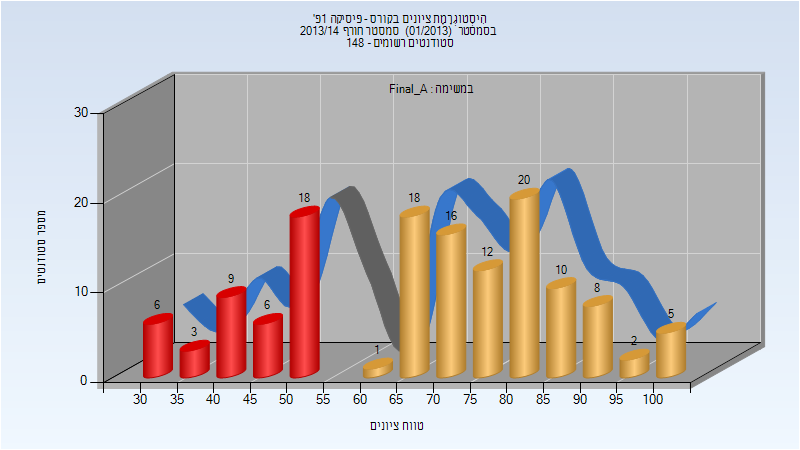 היסטוגרמת ציונים בקורס - פיסיקה 1פ'
בסמסטר (01/2013) סמסטר חורף 2013/14
סטודנטים רשומים - 148
במשימה : Final_A
מספר סטודנטים
30
20
10
0
6
3
9
6
18
1
18
16
12
20
10
8
2
5
30 35 40 45 50 55 60 65 70 75 80 85 90 95 100
טווח ציונים